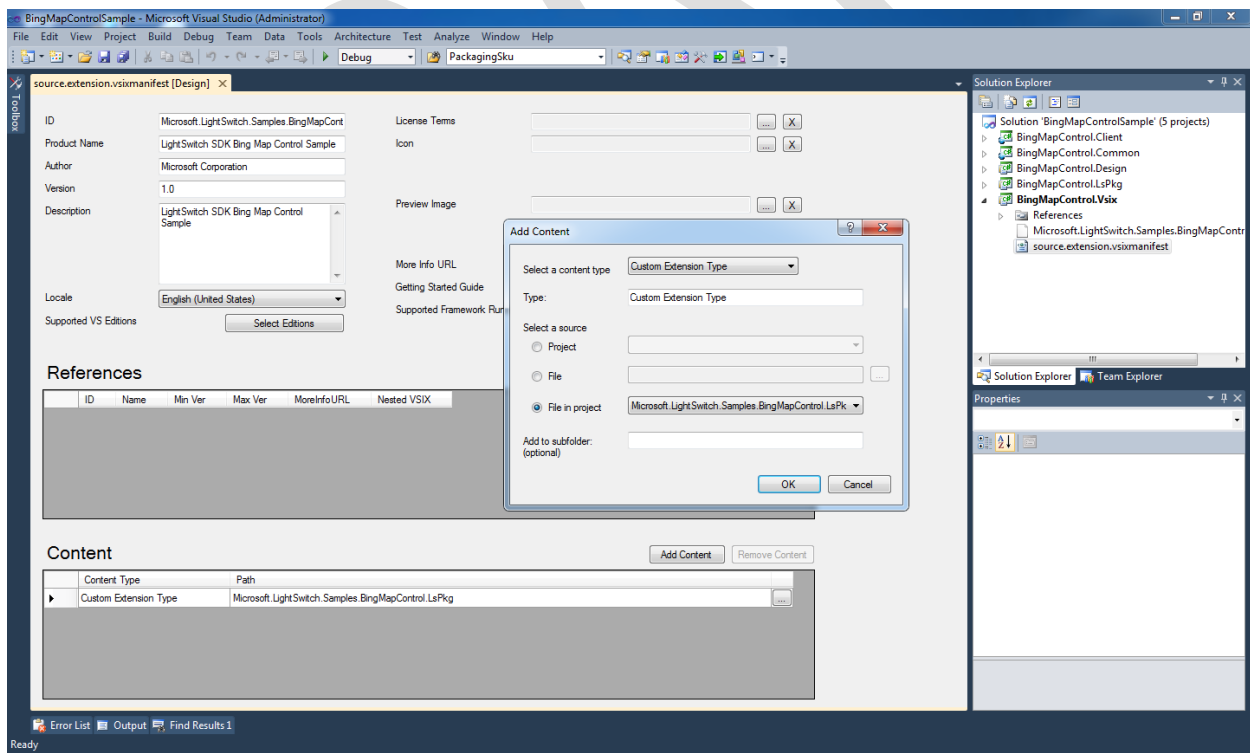 BingMapControlSample - Microsoft Visual Studio (Administrator)
File Edit View Project Build Debug Team Data Tools Architecture Test Analyze Window Help
Debug PackagingSku
Toolbox
source.extension.vsixmanifest [Design]
ID Microsoft.LightSwitch.Samples.BingMapCont License Terms ... X
Product Name LightSwitch SDK Bing Map Control Sample Icon ... X
Author Microsoft Corporation
Version 1.0
Description LightSwitch SDK Bing Map Control
Sample
Preview Image ... X
More Info URL
Getting Started Guide
Locale English (United States)
Supported Framework Run
Supported VS Editions Select Editions
References
ID Name Min Ver Max Ver MoreInfoURL Nested VSIX
Content
Add Content Remove Content
Content Type Path
Custom Extension Type Microsoft.LightSwitch.Samples.BingMapControl.LsPkg ...
Add Content
Select a content type Custom Extension Type
Type: Custom Extension Type
Select a source
Project
File ...
File in project Microsoft.LightSwitch.Samples.BingMapControl.LsPk
Add to subfolder:
(optional)
OK Cancel
Solution Explorer
Solution 'BingMapControlSample' (5 projects)
BingMapControl.Client
BingMapControl.Common
BingMapControl.Design
BingMapControl.LsPkg
BingMapControl.Vsix
References
Microsoft.LightSwitch.Samples.BingMapContr
source.extension.vsixmanifest
Solution Explorer Team Explorer
Properties
Error List Output Find Results 1
Ready